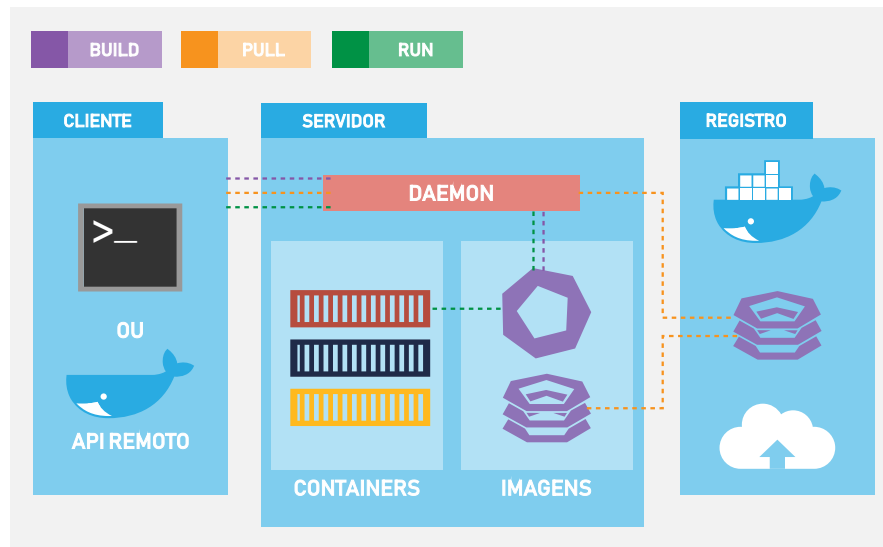 BUILD
PULL
RUN
CLIENTE
SERVIDOR
REGISTRO
DAEMON
>_
OU
API REMOTO
CONTAINERS
IMAGENS